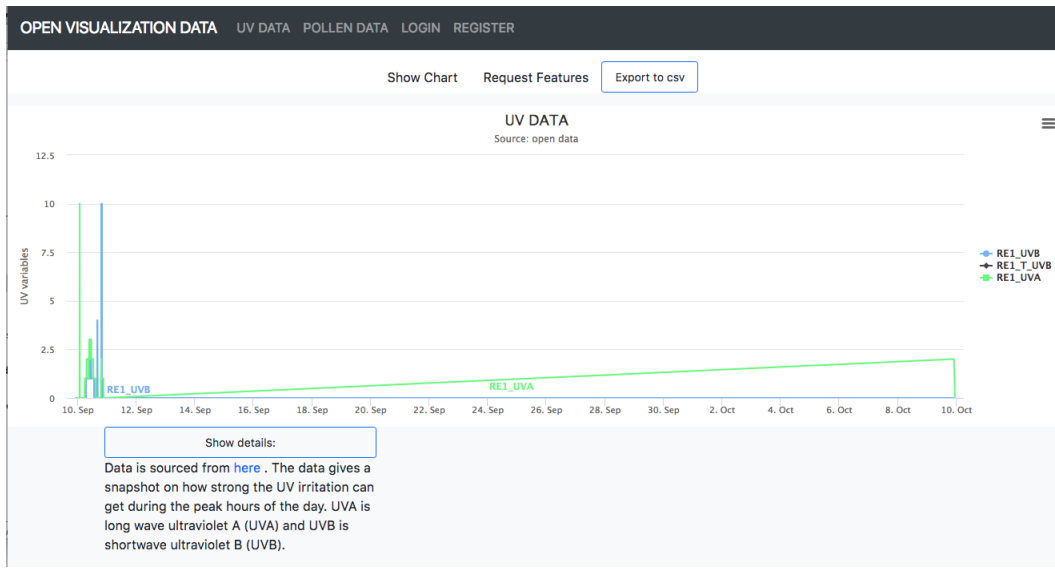 OPEN VISUALIZATION DATA UV DATA POLLEN DATA LOGIN REGISTER
Show Chart Request Features Export to csv
UV DATA
Source: open data
12.5
10
7.5
5
2.5
0
UV variables
RE1_UVB
RE1_UVA
RE1_UVB
RE1_T_UVB
RE1_UVA
10. Sep 12. Sep 14. Sep 16. Sep 18. Sep 20. Sep 22. Sep 24. Sep 26. Sep 28. Sep 30. Sep 2. Oct 4. Oct 6. Oct 8. Oct 10. Oct
Show details:
Data is sourced from here . The data gives a
snapshot on how strong the UV irritation can
get during the peak hours of the day. UVA is
long wave ultraviolet A (UVA) and UVB is
shortwave ultraviolet B (UVB).